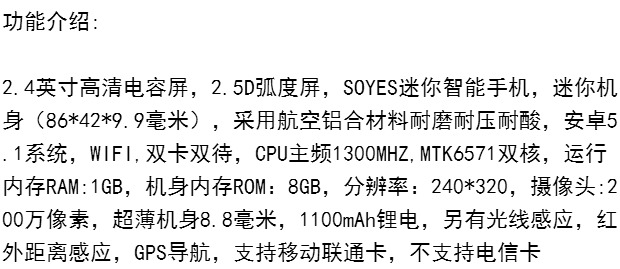 功能介绍:
2.4英寸高清电容屏，2.5D弧度屏，SOYES迷你智能手机，迷你机
身（86*42*9.9毫米），采用航空铝合材料耐磨耐压耐酸，安卓5
.1系统，WIFI,双卡双待，CPU主频1300MHZ,MTK6571双核，运行
内存RAM:1GB，机身内存ROM：8GB，分辨率：240*320，摄像头:2
00万像素，超薄机身8.8毫米，1100mAh锂电，另有光线感应，红
外距离感应，GPS导航，支持移动联通卡，不支持电信卡